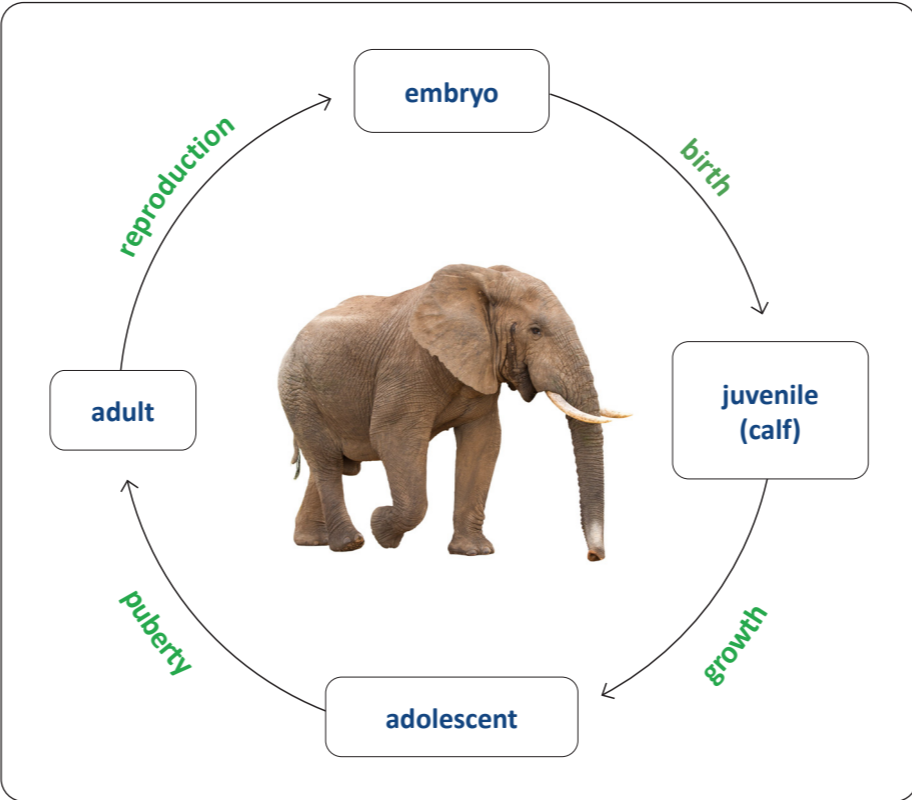 embryo
birth
juvenile
(calf)
growth
adolescent
puberty
adult
reproduction